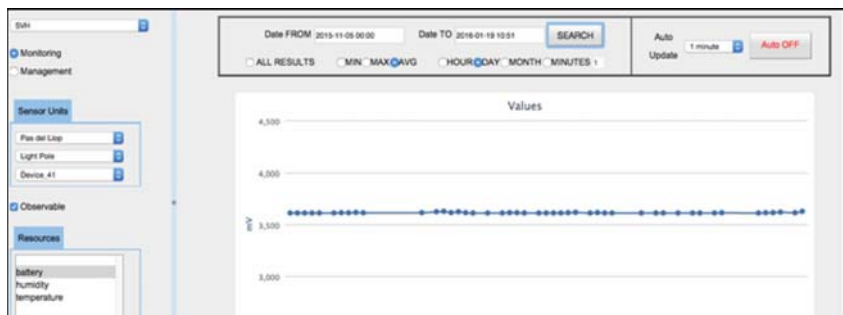 SVH
Monitoring
Management
Sensor Units
Pas del Llop
Light Pole
Device_41
Observable
Resources
battery
humidity
temperature
Date FROM 2015-11-05 00:00 Date TO 2016-01-19 10:51 SEARCH
ALL RESULTS MIN MAX AVG HOUR DAY MONTH MINUTES 1
Auto Update 1 minute Auto OFF
Values
4,500
4,000
mV
3,500
3,000